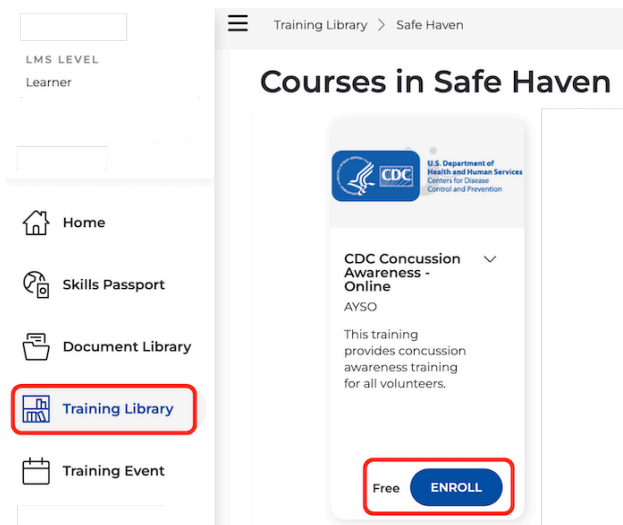 LMS LEVEL
Learner
Home
Skills Passport
Document Library
Training Library
Training Event
Training Library > Safe Haven
Courses in Safe Haven
CDC
U.S. Department of
Health and Human Services
Centers for Disease
Control and Prevention
CDC Concussion
Awareness -
Online
AYSO
This training
provides concussion
awareness training
for all volunteers.
Free ENROLL